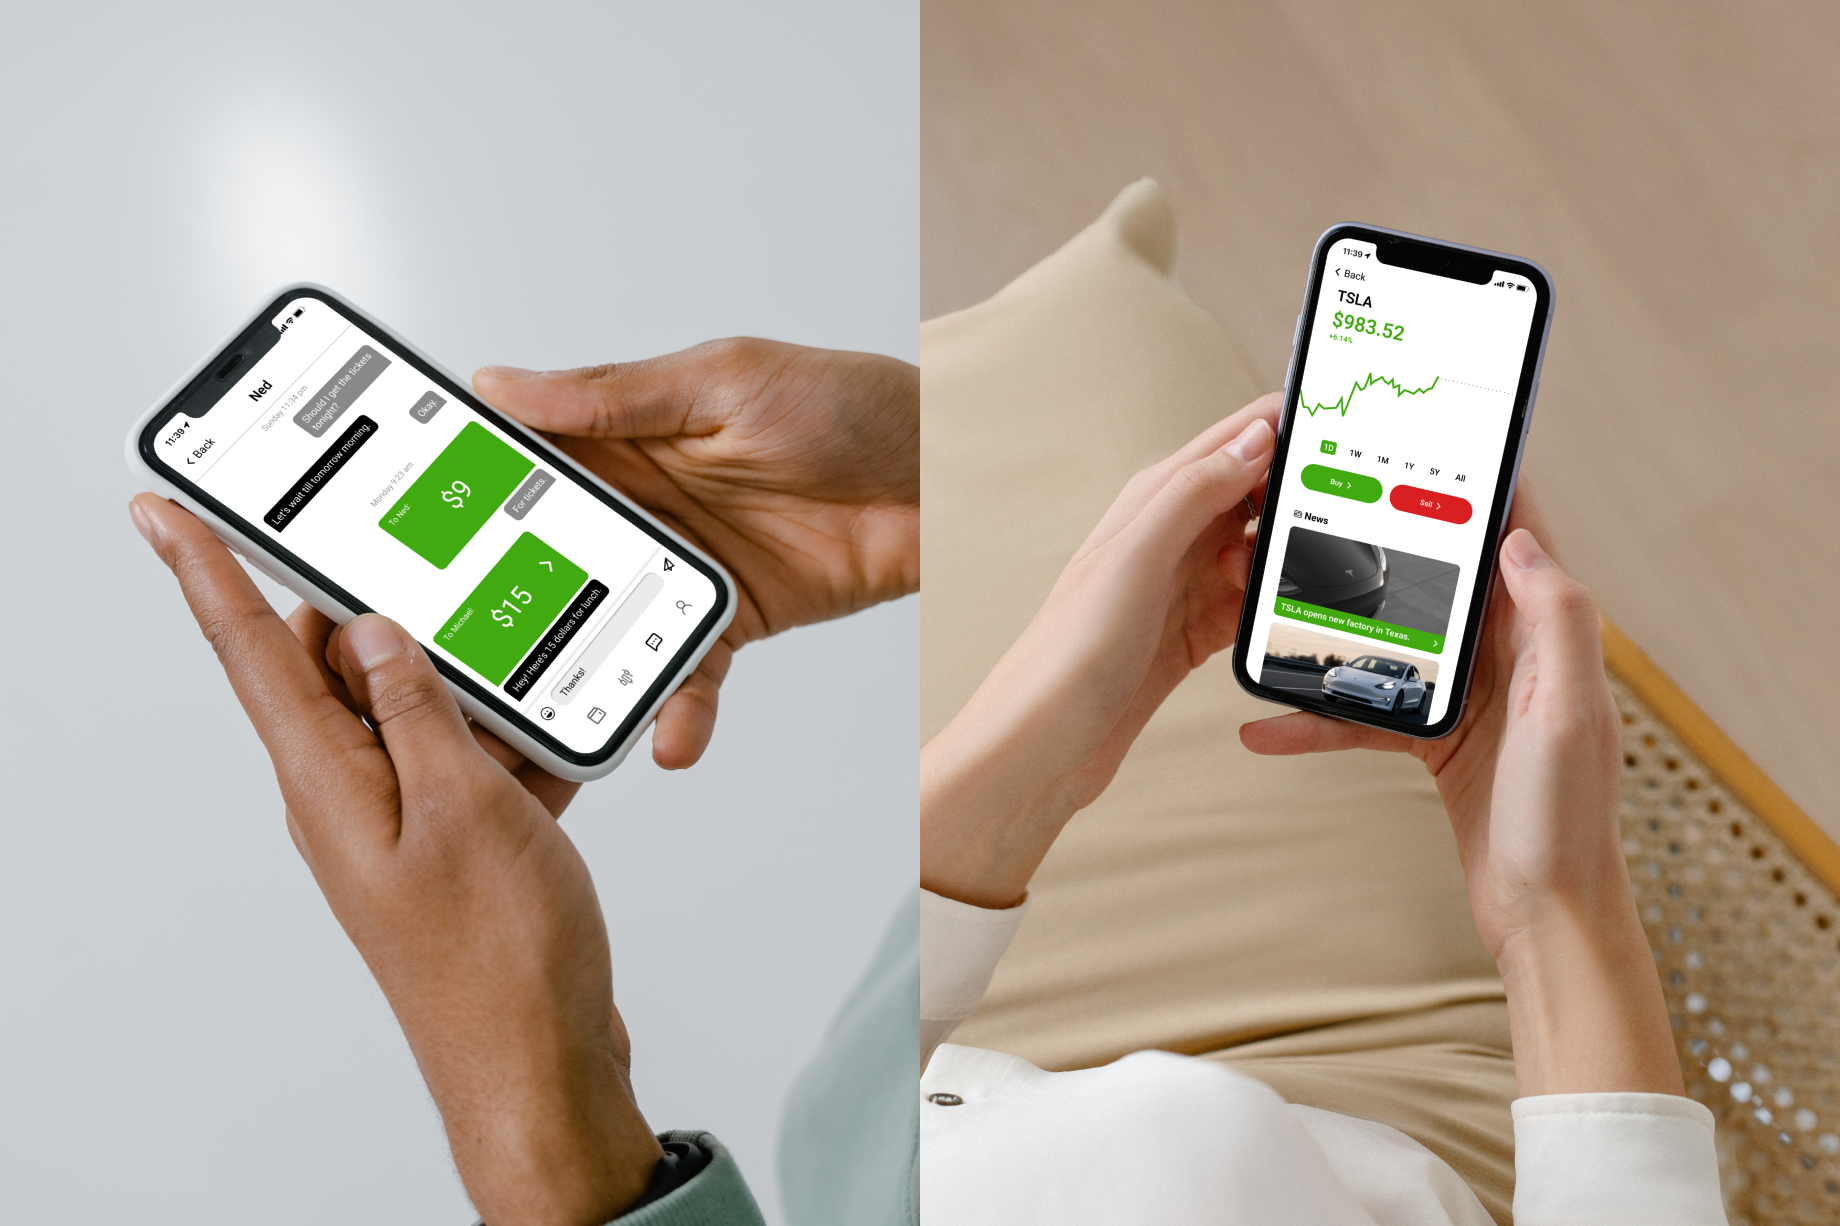 11:39
Back
Ned
Sunday 11:34 pm
Should I get the tickets
tonight?
Let's wait till tomorrow morning.
Okay.
Monday 9:23 am
To Ned:
$9
For tickets.
To Michael:
$15
Hey! Here's 15 dollars for lunch.
Thanks!
11:39
Back
TSLA
$983.52
+6.14%
1D 1W 1M 1Y 5Y All
Buy
Sell
News
TSLA opens new factory in Texas.